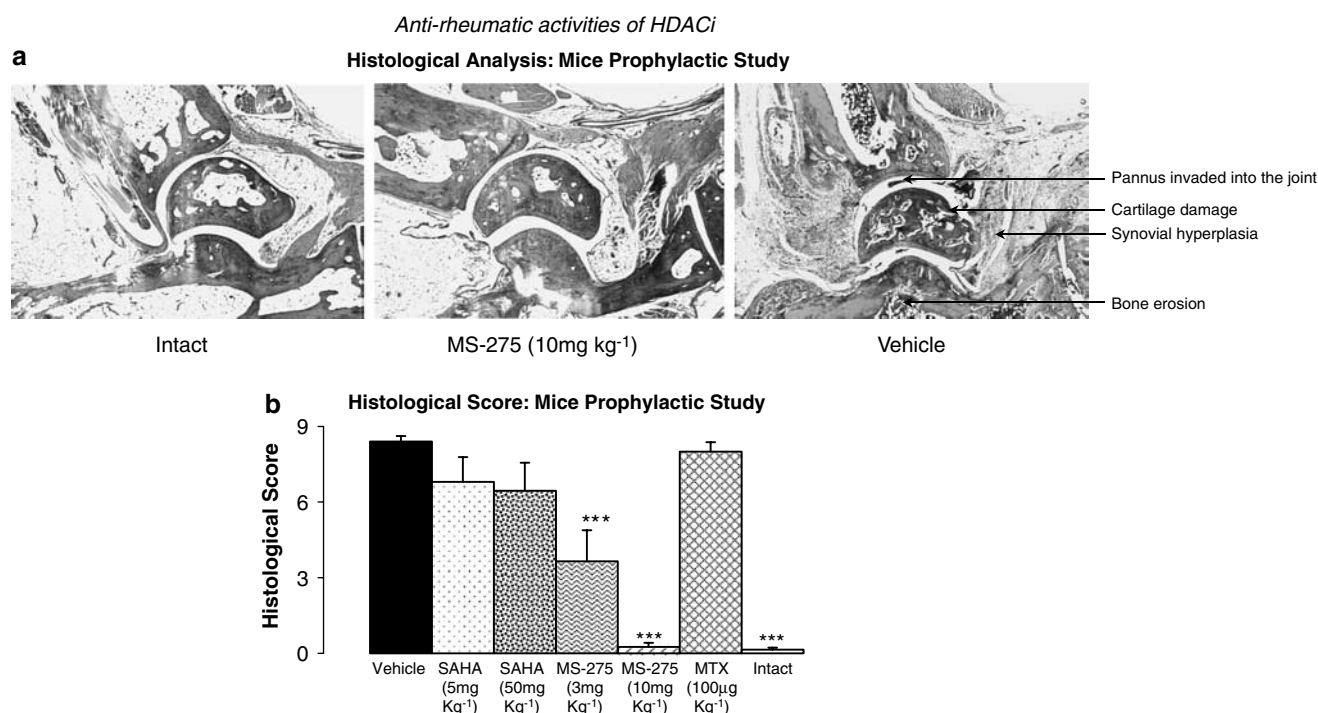 Anti-rheumatic activities of HDACi
a
Histological Analysis: Mice Prophylactic Study
Pannus invaded into the joint
Cartilage damage
Synovial hyperplasia
Bone erosion
Intact
MS-275 (10mg kg⁻¹)
Vehicle
b
Histological Score: Mice Prophylactic Study
Histological Score
9
6
3
0
***
***
***
Vehicle
SAHA
(5mg
Kg⁻¹)
SAHA
(50mg
Kg⁻¹)
MS-275
(3mg
Kg⁻¹)
MS-275
(10mg
Kg⁻¹)
MTX
(100µg
Kg⁻¹)
Intact